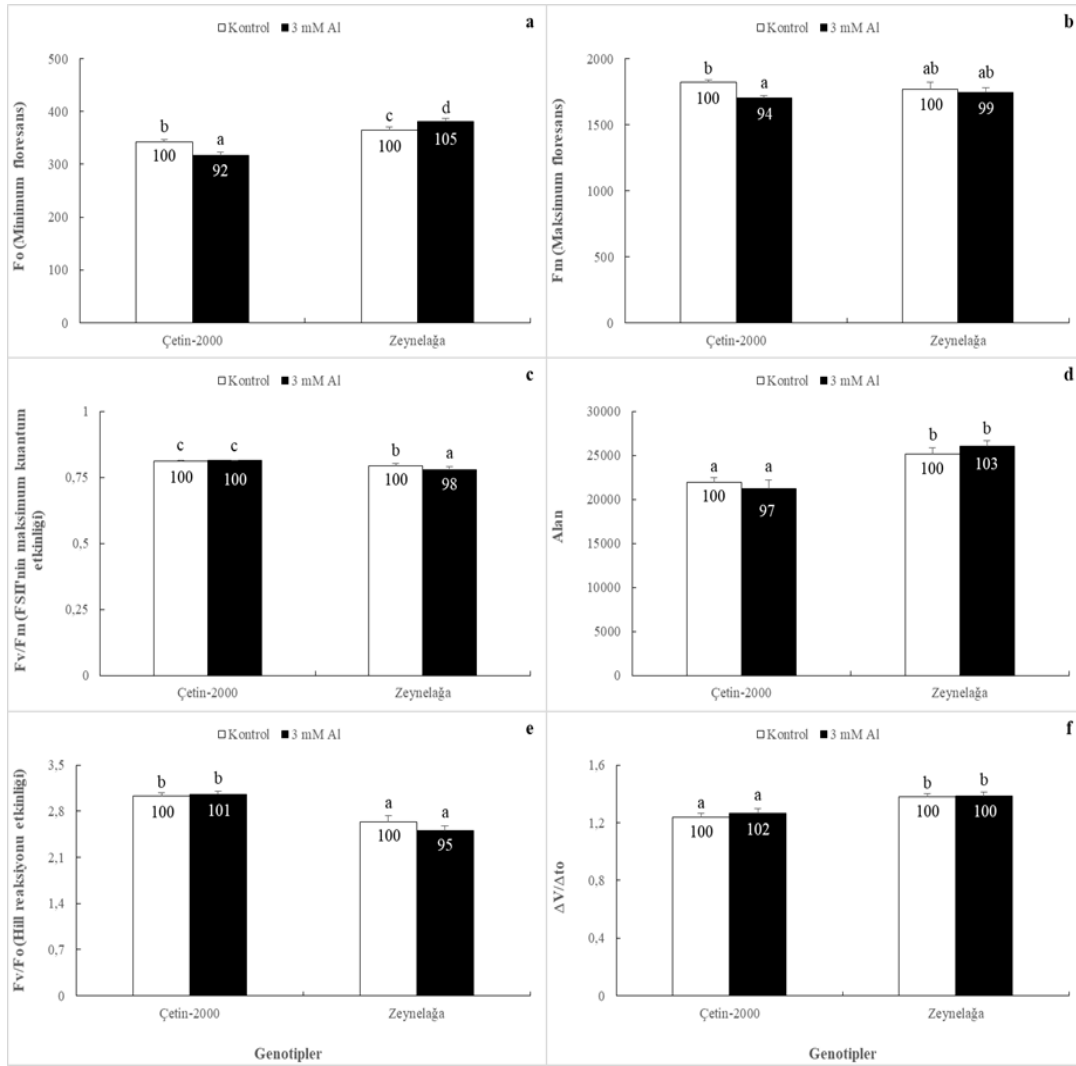 Kontrol 3 mM Al
a
Fo (Minimum floresans)
500
400
300
200
100
0
b
a
c
d
100
92
100
105
Çetin-2000
Zeynelağa
Kontrol 3 mM Al
b
Fm (Maksimum floresans)
2000
1500
1000
500
0
b
a
ab
ab
100
94
100
99
Çetin-2000
Zeynelağa
Kontrol 3 mM Al
c
Fv/Fm (FSII'nin maksimum kuantum
etkinliği)
1
0,75
0,5
0,25
0
c
c
b
a
100
100
100
98
Çetin-2000
Zeynelağa
Kontrol 3 mM Al
d
Alan
30000
25000
20000
15000
10000
5000
0
a
a
b
b
100
97
100
103
Çetin-2000
Zeynelağa
Kontrol 3 mM Al
e
Fv/Fo (Hill reaksiyonu etkinliği)
3,5
2,8
2,1
1,4
0,7
0
b
b
a
a
100
101
100
95
Çetin-2000
Zeynelağa
Genotipler
Kontrol 3 mM Al
f
ΔV/Δto
1,6
1,2
0,8
0,4
0
a
a
b
b
100
102
100
100
Çetin-2000
Zeynelağa
Genotipler